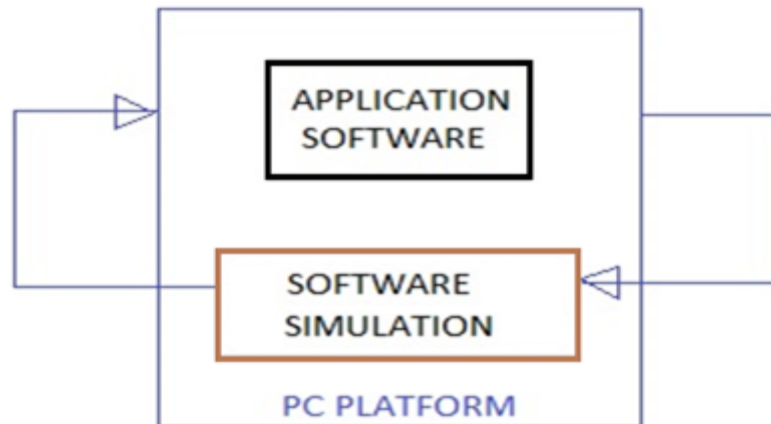 APPLICATION
SOFTWARE
SOFTWARE
SIMULATION
PC PLATFORM